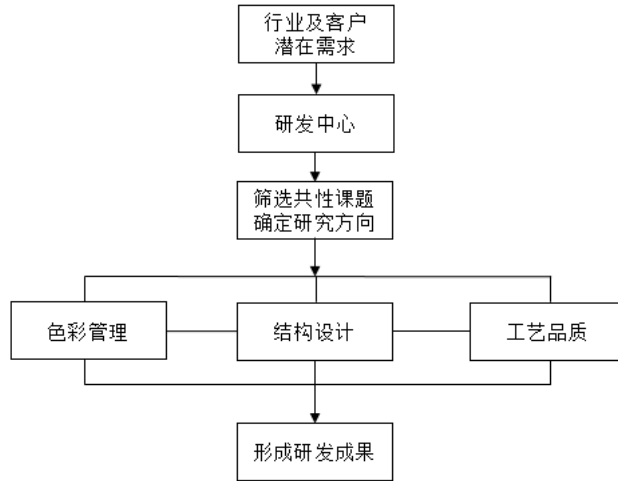 行业及客户
潜在需求
研发中心
筛选共性课题
确定研究方向
色彩管理
结构设计
工艺品质
形成研发成果